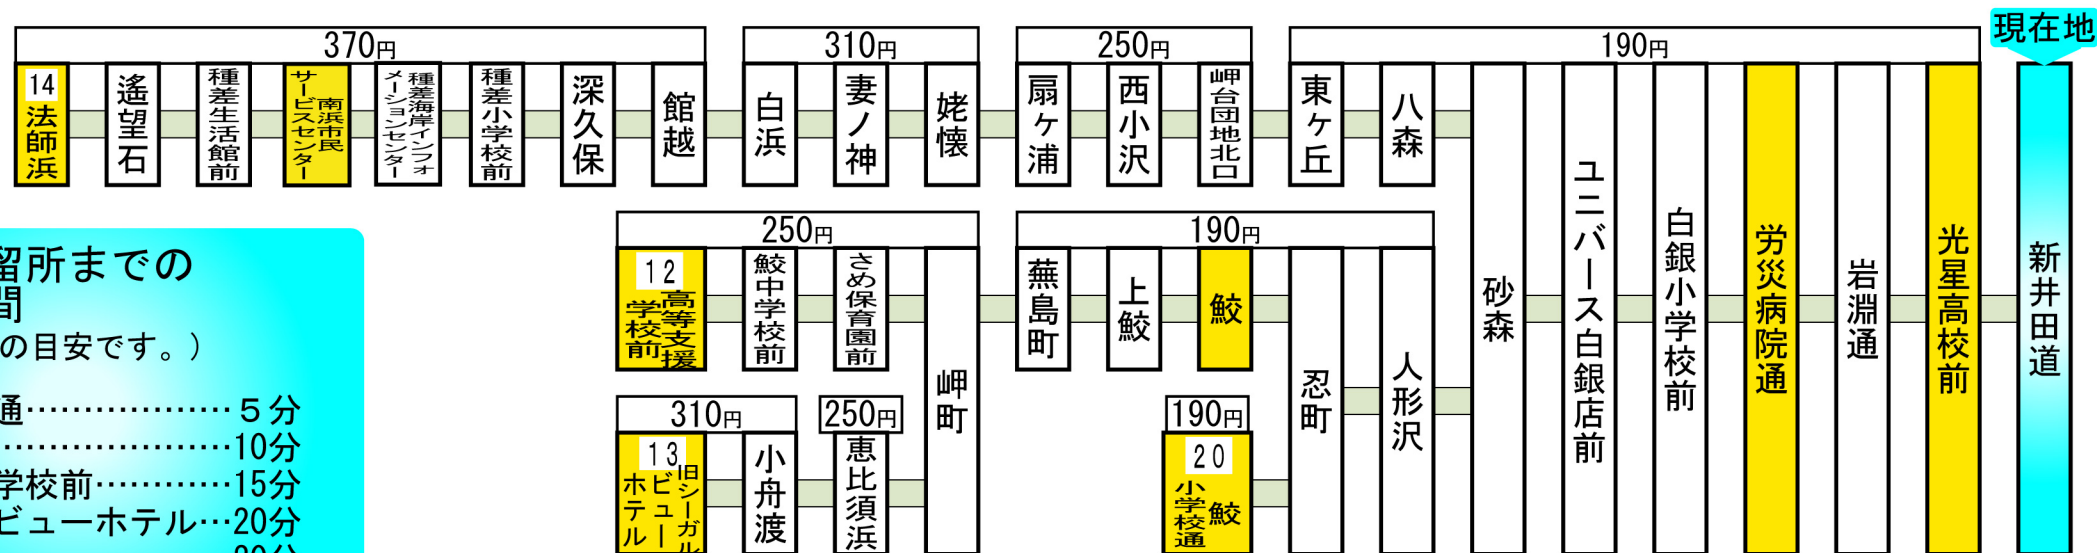 現在地
370円
310円
250円
190円
14 法師浜
遙望石
種差生活館前
南浜市民サービスセンター
種差海岸インフォメーションセンター
種差小学校前
深久保
館越
白浜
妻ノ神
姥懐
扇ヶ浦
西小沢
岬台団地北口
東ケ丘
八森
砂森
ユニバース白銀店前
白銀小学校前
労災病院通
岩淵通
光星高校前
新井田道
250円
190円
12 高等支援学校前
鮫中学校前
さめ保育園前
岬町
蕪島町
上鮫
鮫
忍町
人形沢
310円
250円
190円
13 旧シーガルビューホテル
小舟渡
恵比須浜
20 鮫小学校通
留所までの
間
の目安です。）
通………………５分
…………………10分
学校前…………15分
ビューホテル…20分